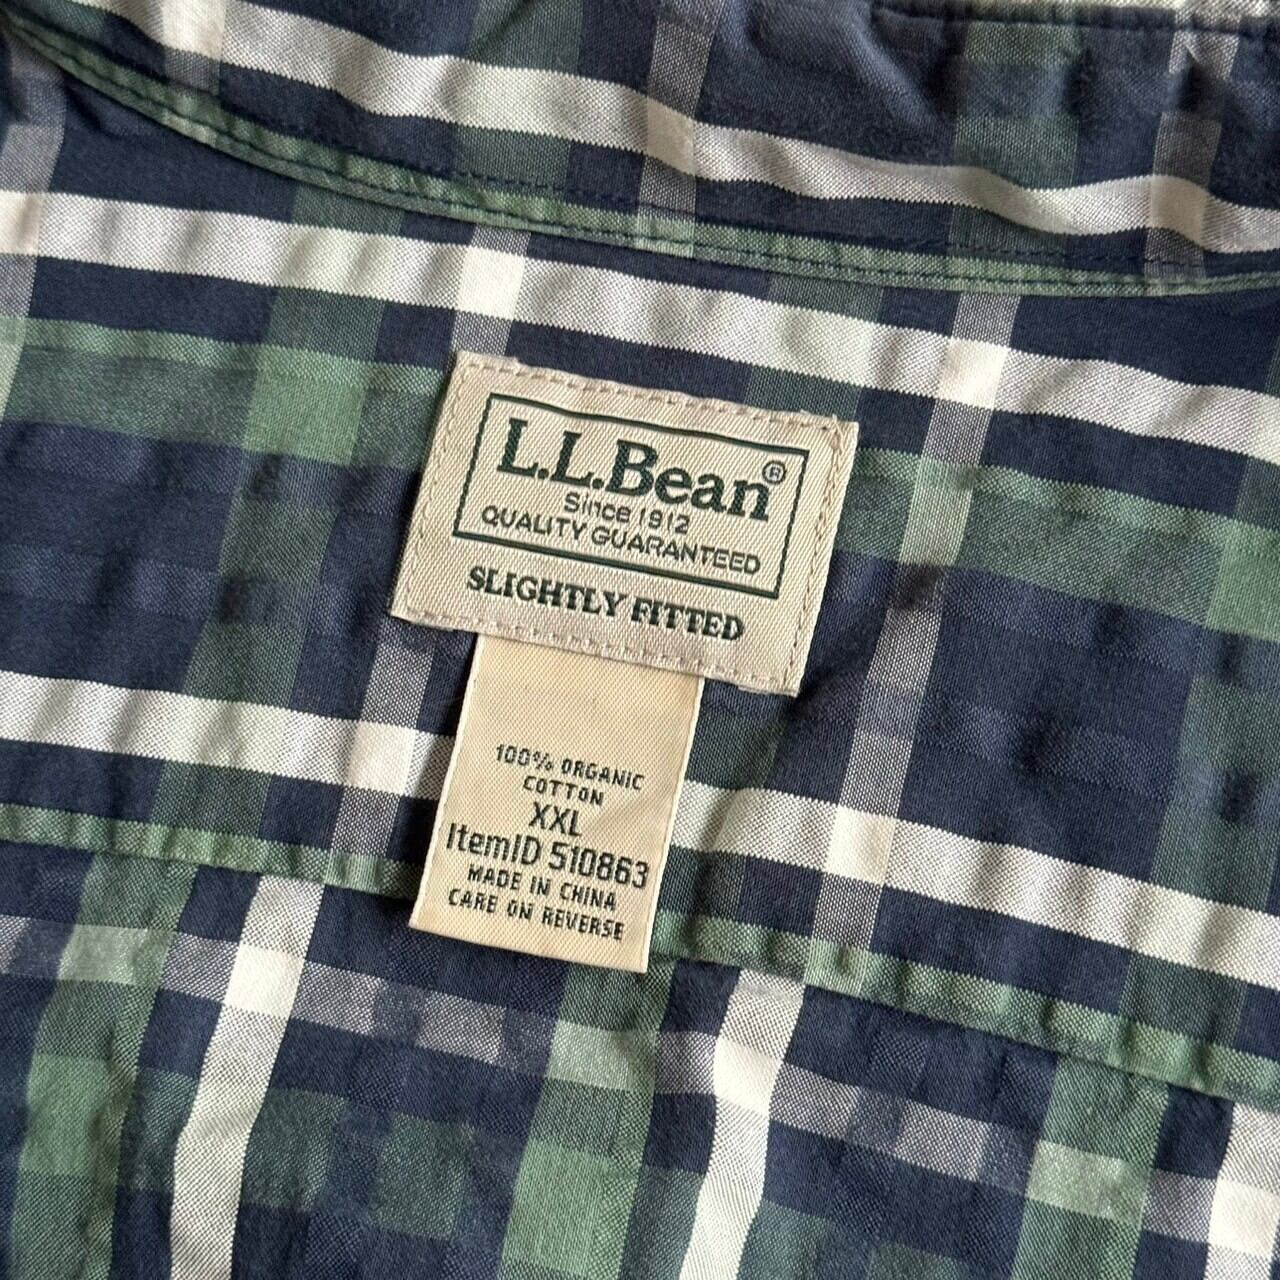 L.L.Bean®
Since 1912
QUALITY GUARANTEED
SLIGHTLY FITTED
100% ORGANIC
COTTON
XXL
ItemID 510863
MADE IN CHINA
CARE ON REVERSE